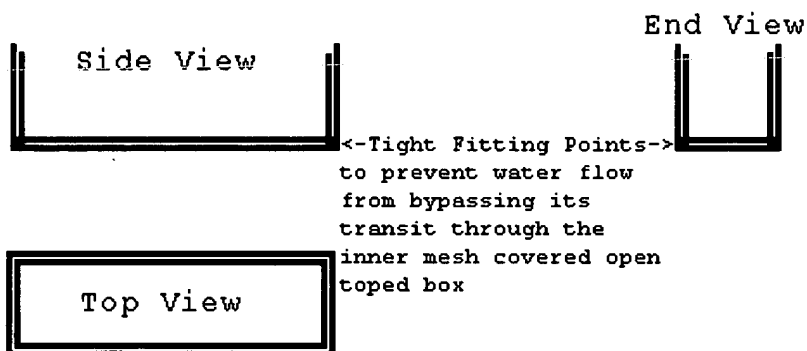 End View
Side View
<-Tight Fitting Points->
to prevent water flow
from bypassing its
transit through the
inner mesh covered open
toped box
Top View